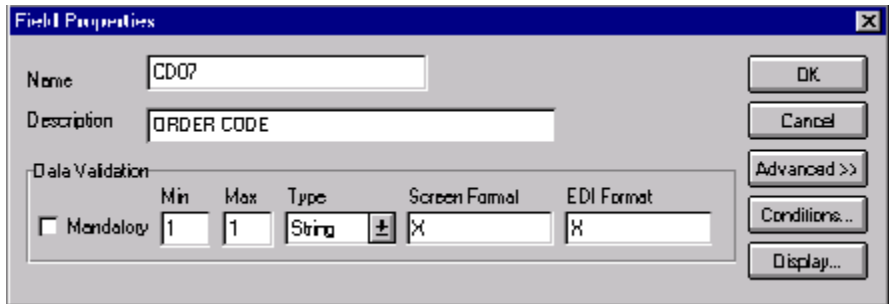 Field Properties
Name CD07
Description ORDER CODE
Data Validation
Min Max Type Screen Format EDI Format
Mandatory 1 1 String X X
OK
Cancel
Advanced >>
Conditions...
Display...